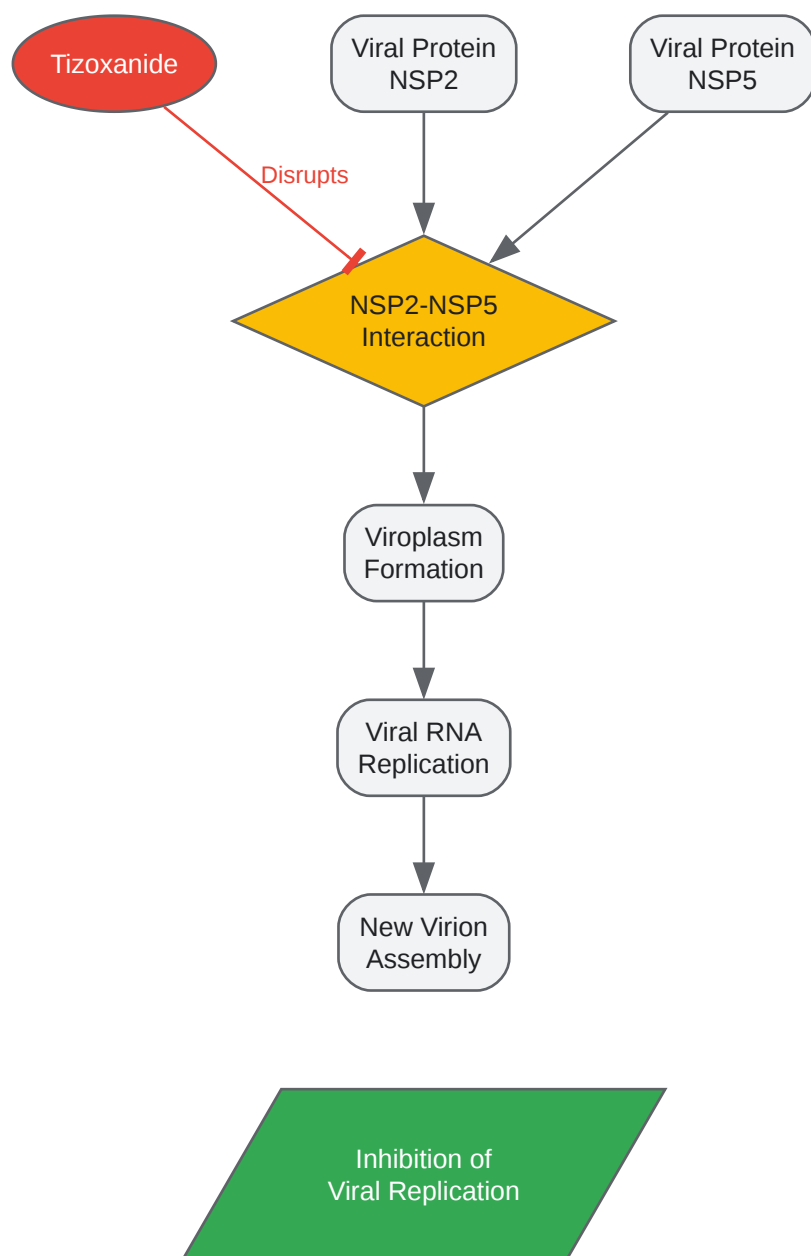 Tizoxanide
Viral Protein
NSP2
Viral Protein
NSP5
Disrupts
NSP2-NSP5
Interaction
Viroplasm
Formation
Viral RNA
Replication
New Virion
Assembly
Inhibition of
Viral Replication